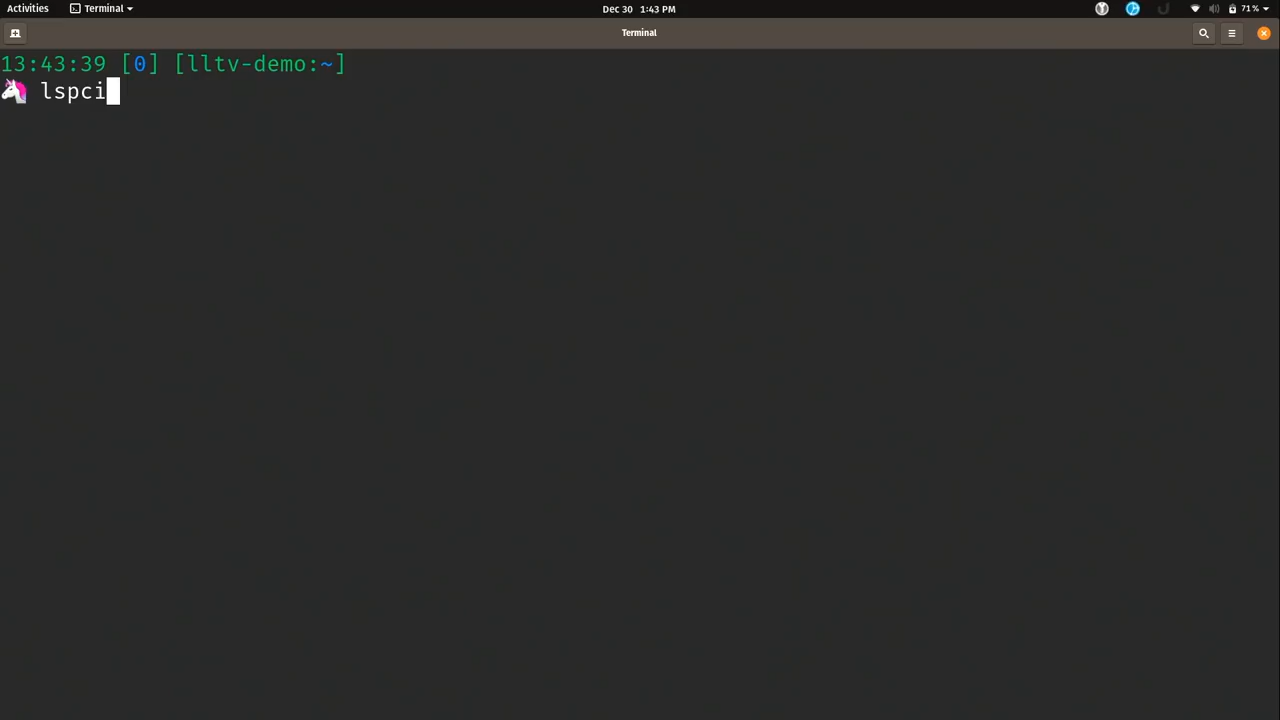 Activities Terminal Dec 30 1:43 PM 71%
Terminal
13:43:39 [0] [lltv-demo:~]
lspci